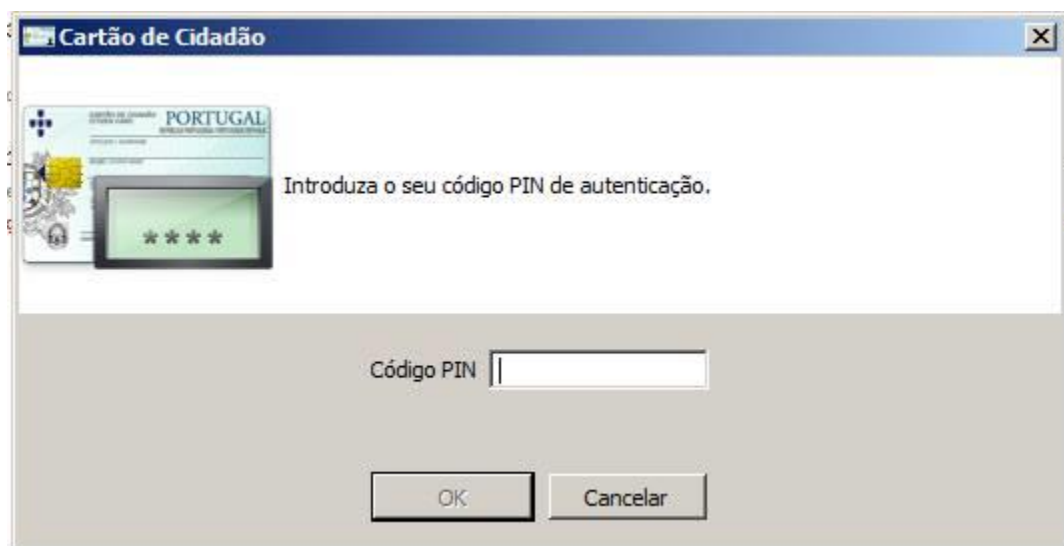 Cartão de Cidadão
PORTUGAL
****
Introduza o seu código PIN de autenticação.
Código PIN
OK
Cancelar